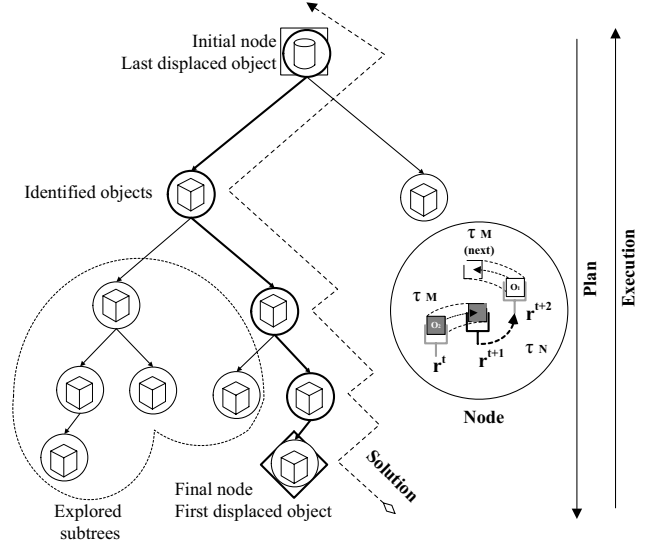 Initial node
Last displaced object
Identified objects
Plan
Execution
τ M
(next)
O₁
τ M
O₂
r^t+2
r^t
r^t+1
τ N
Node
Solution
Final node
First displaced object
Explored
subtrees